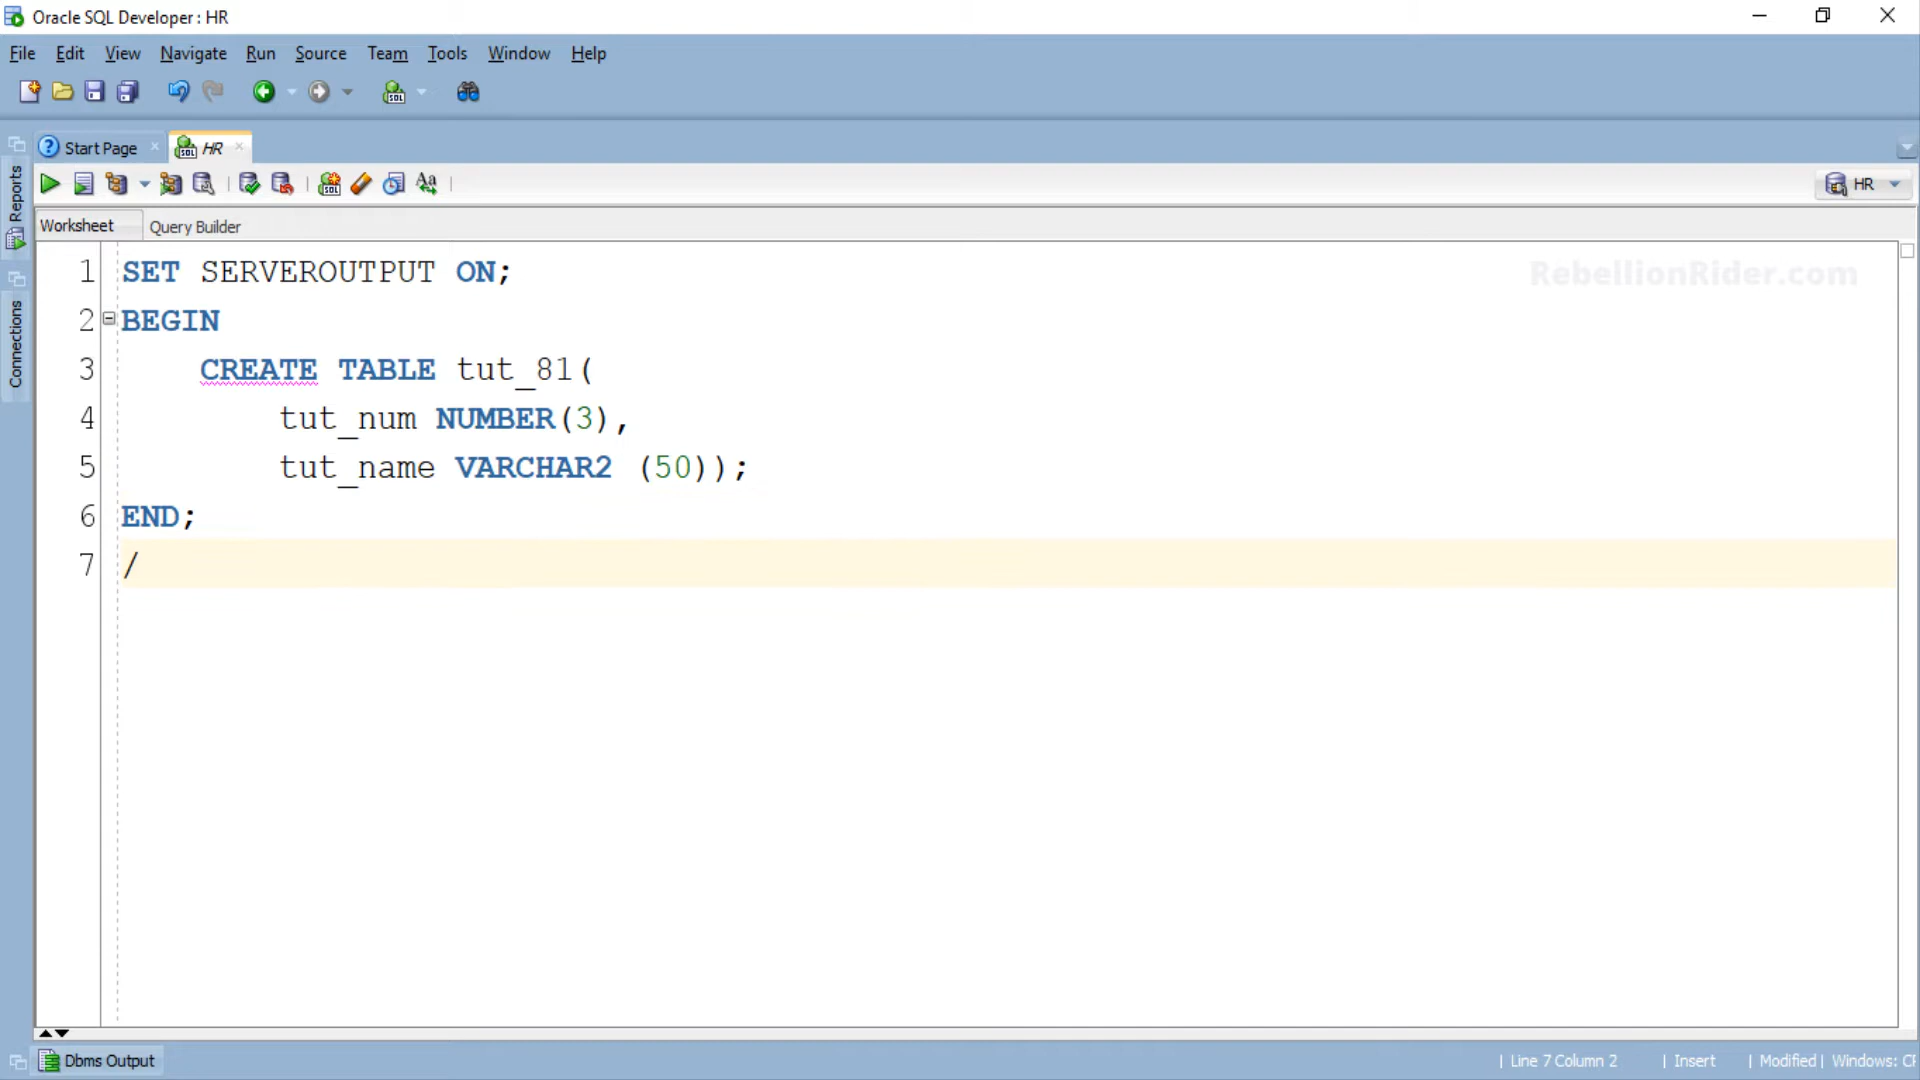 Oracle SQL Developer : HR
File Edit View Navigate Run Source Team Tools Window Help
Start Page HR
HR
Reports
Connections
Worksheet Query Builder
RebellionRider.com
1 SET SERVEROUTPUT ON;
2 BEGIN
3 CREATE TABLE tut_81(
4 tut_num NUMBER(3),
5 tut_name VARCHAR2 (50));
6 END;
7 /
Dbms Output
| Line 7 Column 2 | Insert | Modified | Windows: CR